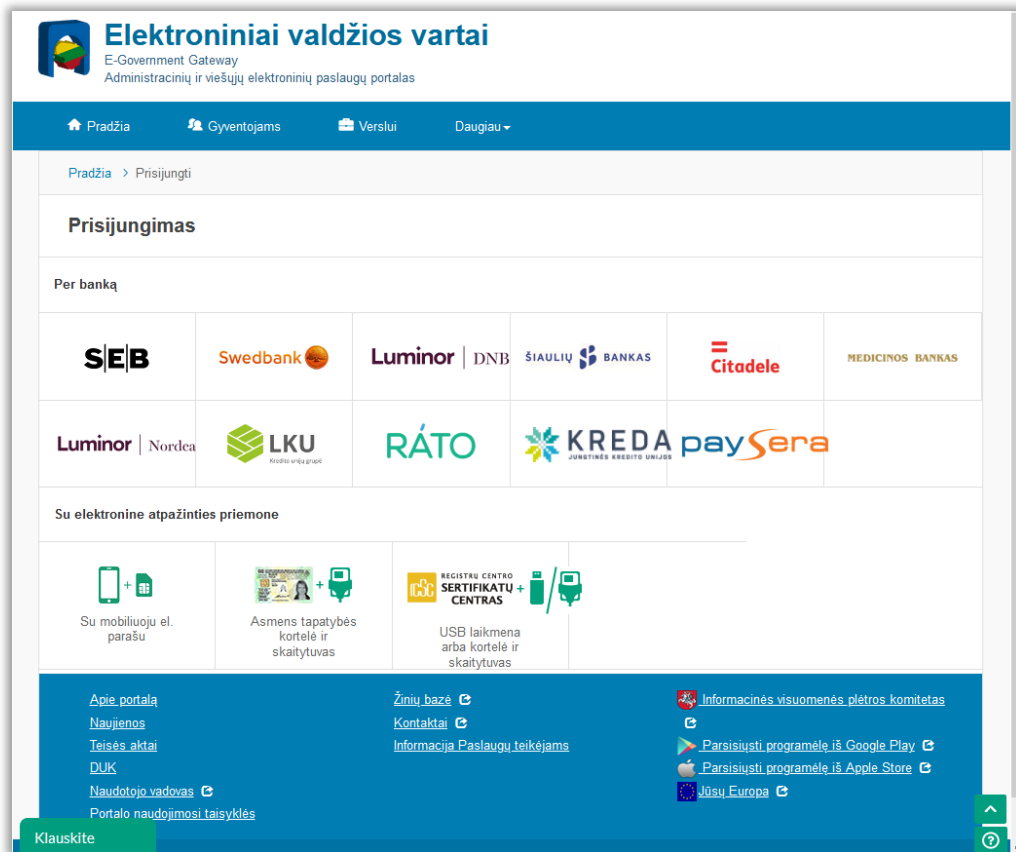 Elektroniniai valdžios vartai
E-Government Gateway
Administracinių ir viešųjų elektroninių paslaugų portalas
Pradžia Gyventojams Verslui Daugiau
Pradžia > Prisijungti
Prisijungimas
Per banką
S|E|B Swedbank Luminor | DNB ŠIAULIŲ BANKAS Citadele MEDICINOS BANKAS
Luminor | Nordea LKU RÁTO KREDA paysera
Kredito unijų grupė JUNGTINĖS KREDITO UNIJOS
Su elektronine atpažinties priemone
REGISTRŲ CENTRO
SERTIFIKATŲ
CENTRAS
Su mobiliuoju el.
parašu
Asmens tapatybės
kortelė ir
skaitytuvas
USB laikmena
arba kortelė ir
skaitytuvas
Apie portalą
Naujienos
Teisės aktai
DUK
Naudotojo vadovas
Portalo naudojimosi taisyklės
Žinių bazė
Kontaktai
Informacija Paslaugų teikėjams
Informacinės visuomenės plėtros komitetas
Parsisiųsti programėlę iš Google Play
Parsisiųsti programėlę iš Apple Store
Jūsų Europa
Klauskite